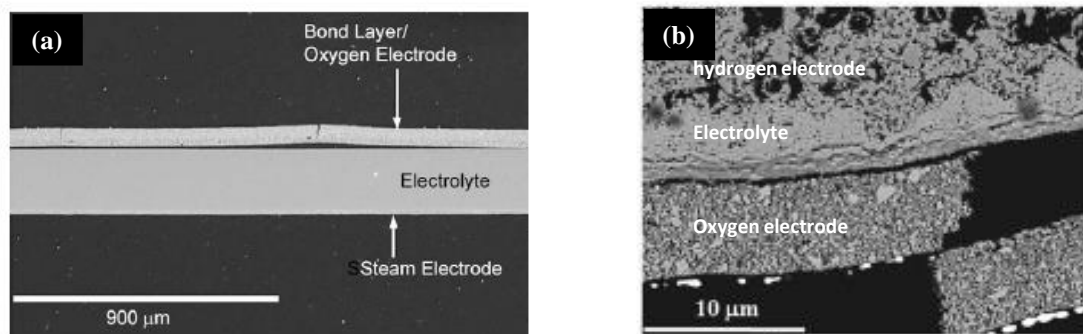 (a)
Bond Layer/
Oxygen Electrode
Electrolyte
SSteam Electrode
900 µm
(b)
hydrogen electrode
Electrolyte
Oxygen electrode
10 µm